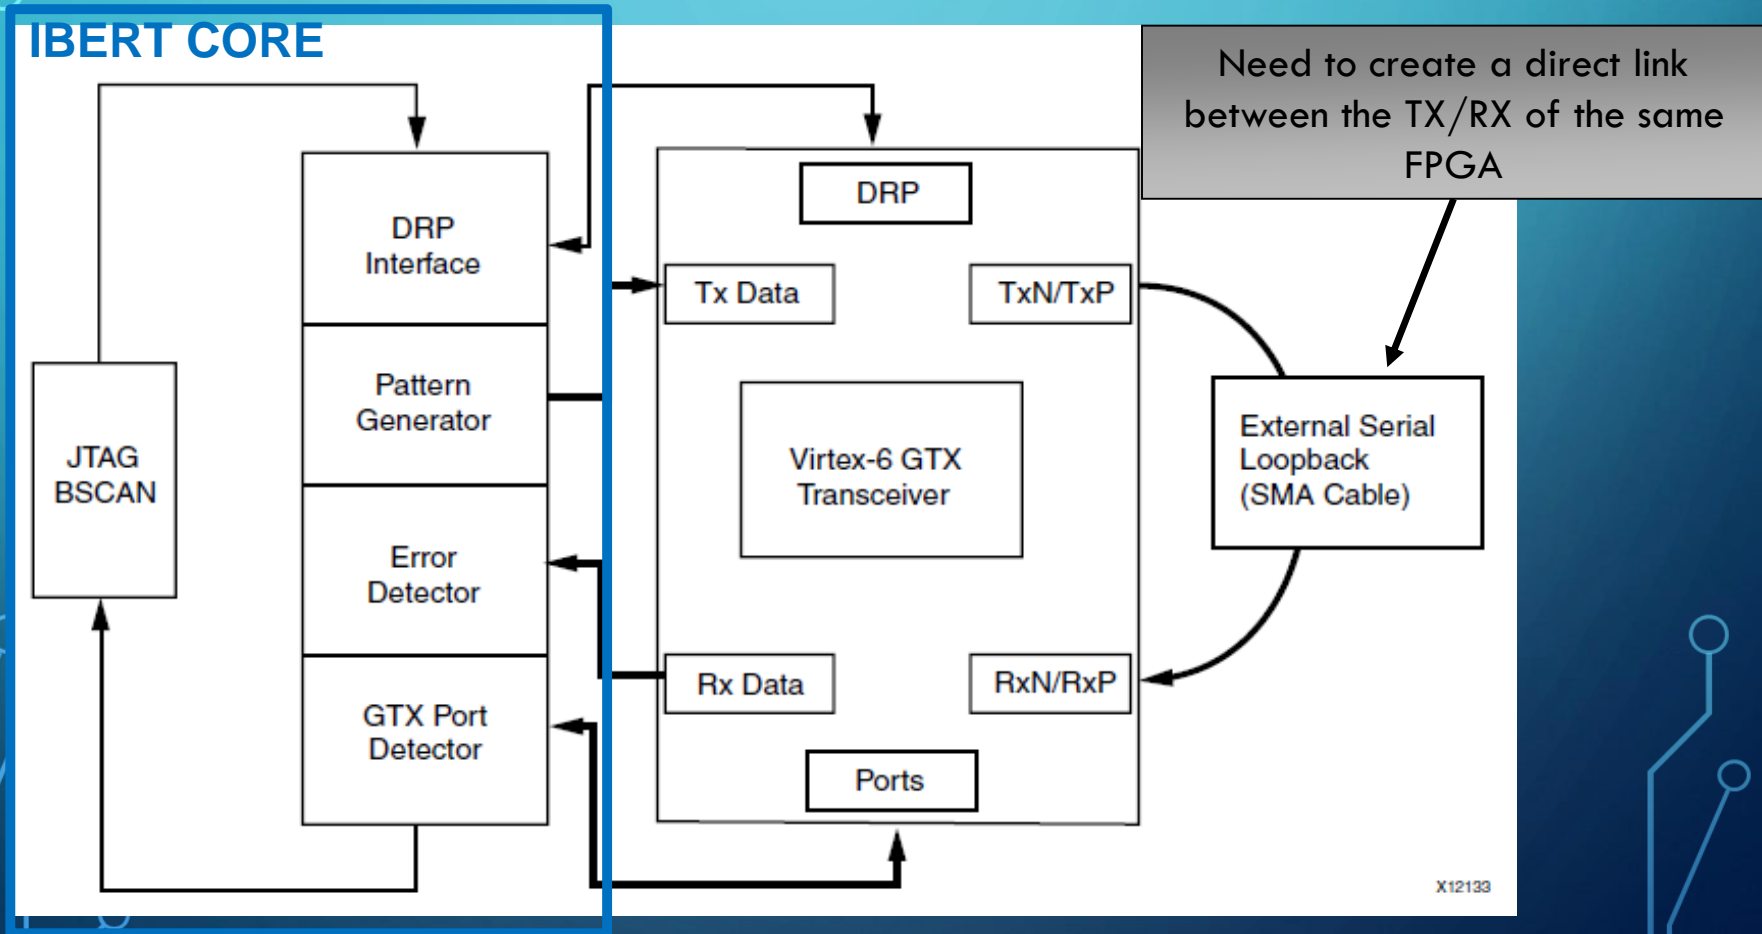 IBERT CORE
Need to create a direct link
between the TX/RX of the same
FPGA
DRP
Interface
Pattern
Generator
Error
Detector
GTX Port
Detector
JTAG
BSCAN
DRP
Tx Data
TxN/TxP
Virtex-6 GTX
Transceiver
Rx Data
RxN/RxP
Ports
External Serial
Loopback
(SMA Cable)
X12133